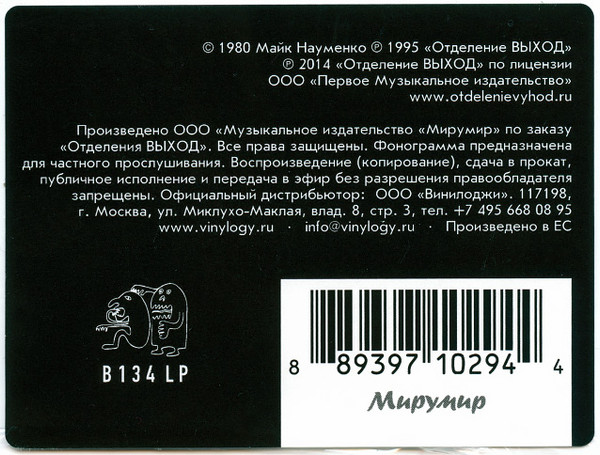 © 1980 Майк Науменко ℗ 1995 «Отделение ВЫХОД»
℗ 2014 «Отделение ВЫХОД» по лицензии
ООО «Первое Музыкальное издательство»
www.otdelenievyhod.ru
Произведено ООО «Музыкальное издательство «Мирумир» по заказу
«Отделения ВЫХОД». Все права защищены. Фонограмма предназначена
для частного прослушивания. Воспроизведение (копирование), сдача в прокат,
публичное исполнение и передача в эфир без разрешения правообладателя
запрещены. Официальный дистрибьютор: ООО «Винилоджи». 117198,
г. Москва, ул. Миклухо-Маклая, влад. 8, стр. 3, тел. +7 495 668 08 95
www.vinylogy.ru · info@vinylogy.ru · Произведено в ЕС
B 134 LP
8 89397 10294 4
Мирумир